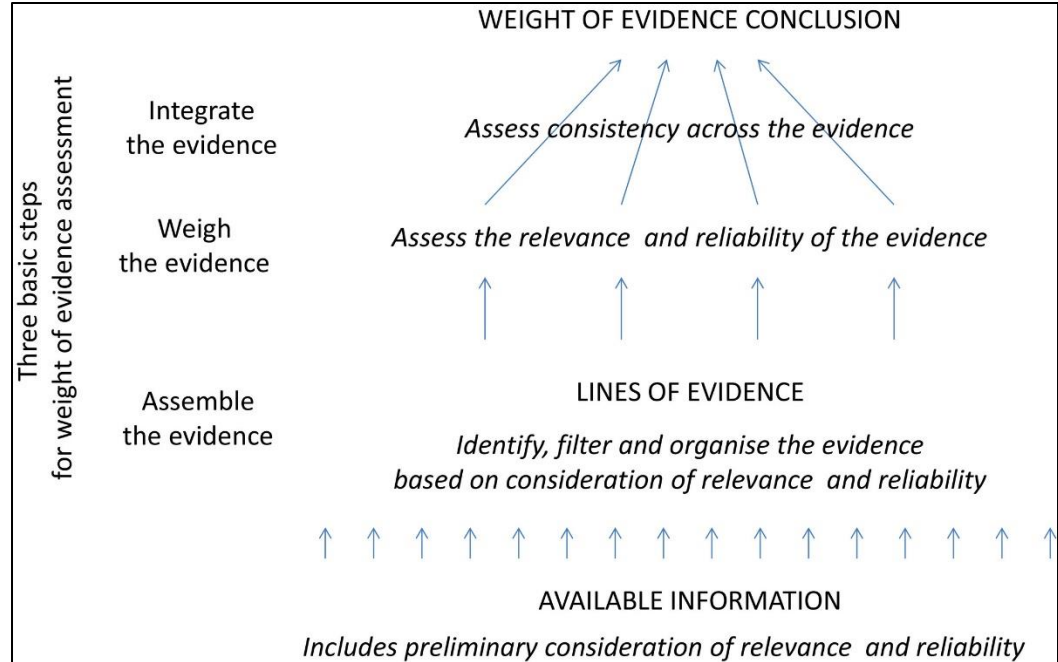 WEIGHT OF EVIDENCE CONCLUSION
Three basic steps
for weight of evidence assessment
Integrate
the evidence
Assess consistency across the evidence
Weigh
the evidence
Assess the relevance and reliability of the evidence
Assemble
the evidence
LINES OF EVIDENCE
Identify, filter and organise the evidence
based on consideration of relevance and reliability
AVAILABLE INFORMATION
Includes preliminary consideration of relevance and reliability